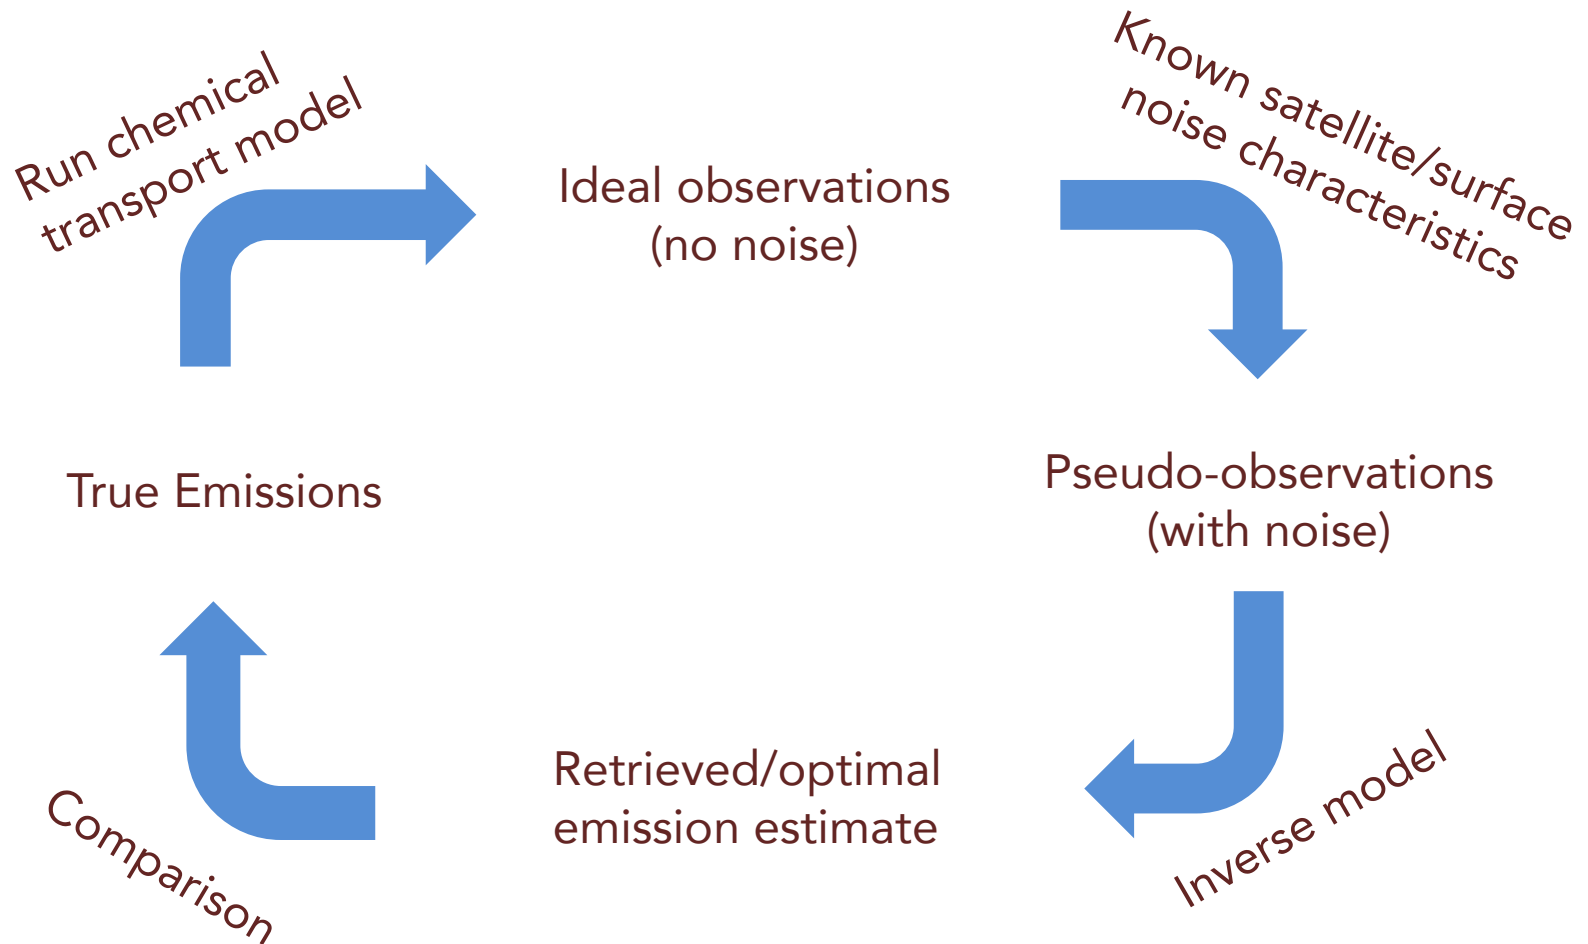 Run chemical
transport model
Ideal observations
(no noise)
Known satellite/surface
noise characteristics
True Emissions
Pseudo-observations
(with noise)
Comparison
Retrieved/optimal
emission estimate
Inverse model